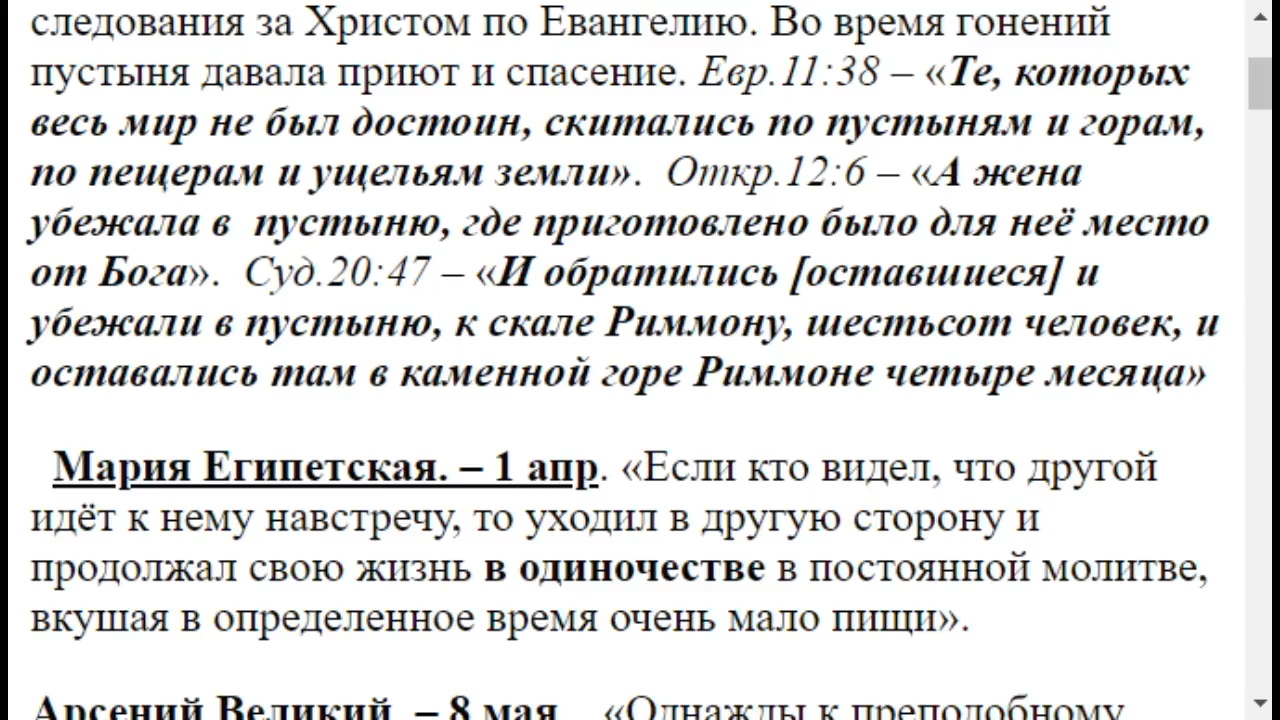 следования за Христом по Евангелию. Во время гонений
пустыня давала приют и спасение. Евр.11:38 – «Те, которых
весь мир не был достоин, скитались по пустыням и горам,
по пещерам и ущельям земли».  Откр.12:6 – «А жена
убежала в  пустыню, где приготовлено было для неё место
от Бога».  Суд.20:47 – «И обратились [оставшиеся] и
убежали в пустыню, к скале Риммону, шестьсот человек, и
оставались там в каменной горе Риммоне четыре месяца»
Мария Египетская. – 1 апр. «Если кто видел, что другой
идёт к нему навстречу, то уходил в другую сторону и
продолжал свою жизнь в одиночестве в постоянной молитве,
вкушая в определенное время очень мало пищи».
Арсений Великий  – 8 мая    «Однажды к преподобному